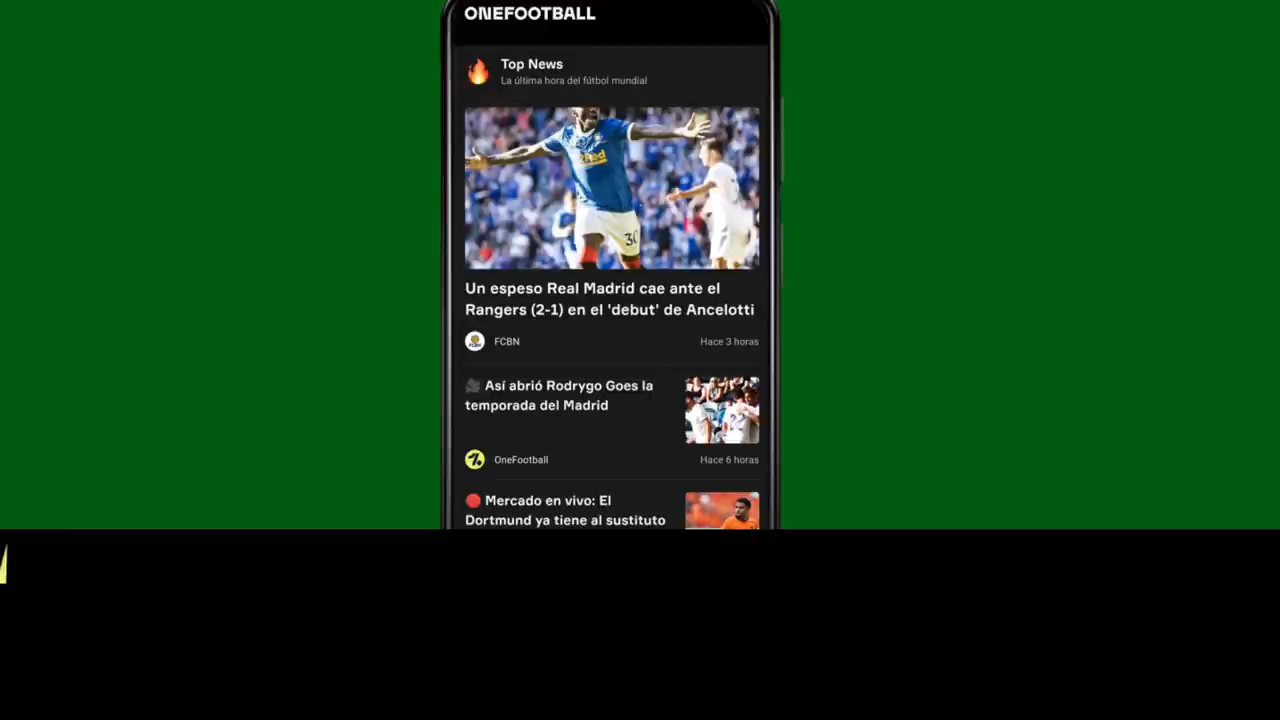 ONEFOOTBALL
Top News
La última hora del fútbol mundial
32Red
30
Un espeso Real Madrid cae ante el
Rangers (2-1) en el 'debut' de Ancelotti
FCBN
Hace 3 horas
Así abrió Rodrygo Goes la
temporada del Madrid
OneFootball
Hace 6 horas
Mercado en vivo: El
Dortmund ya tiene al sustituto